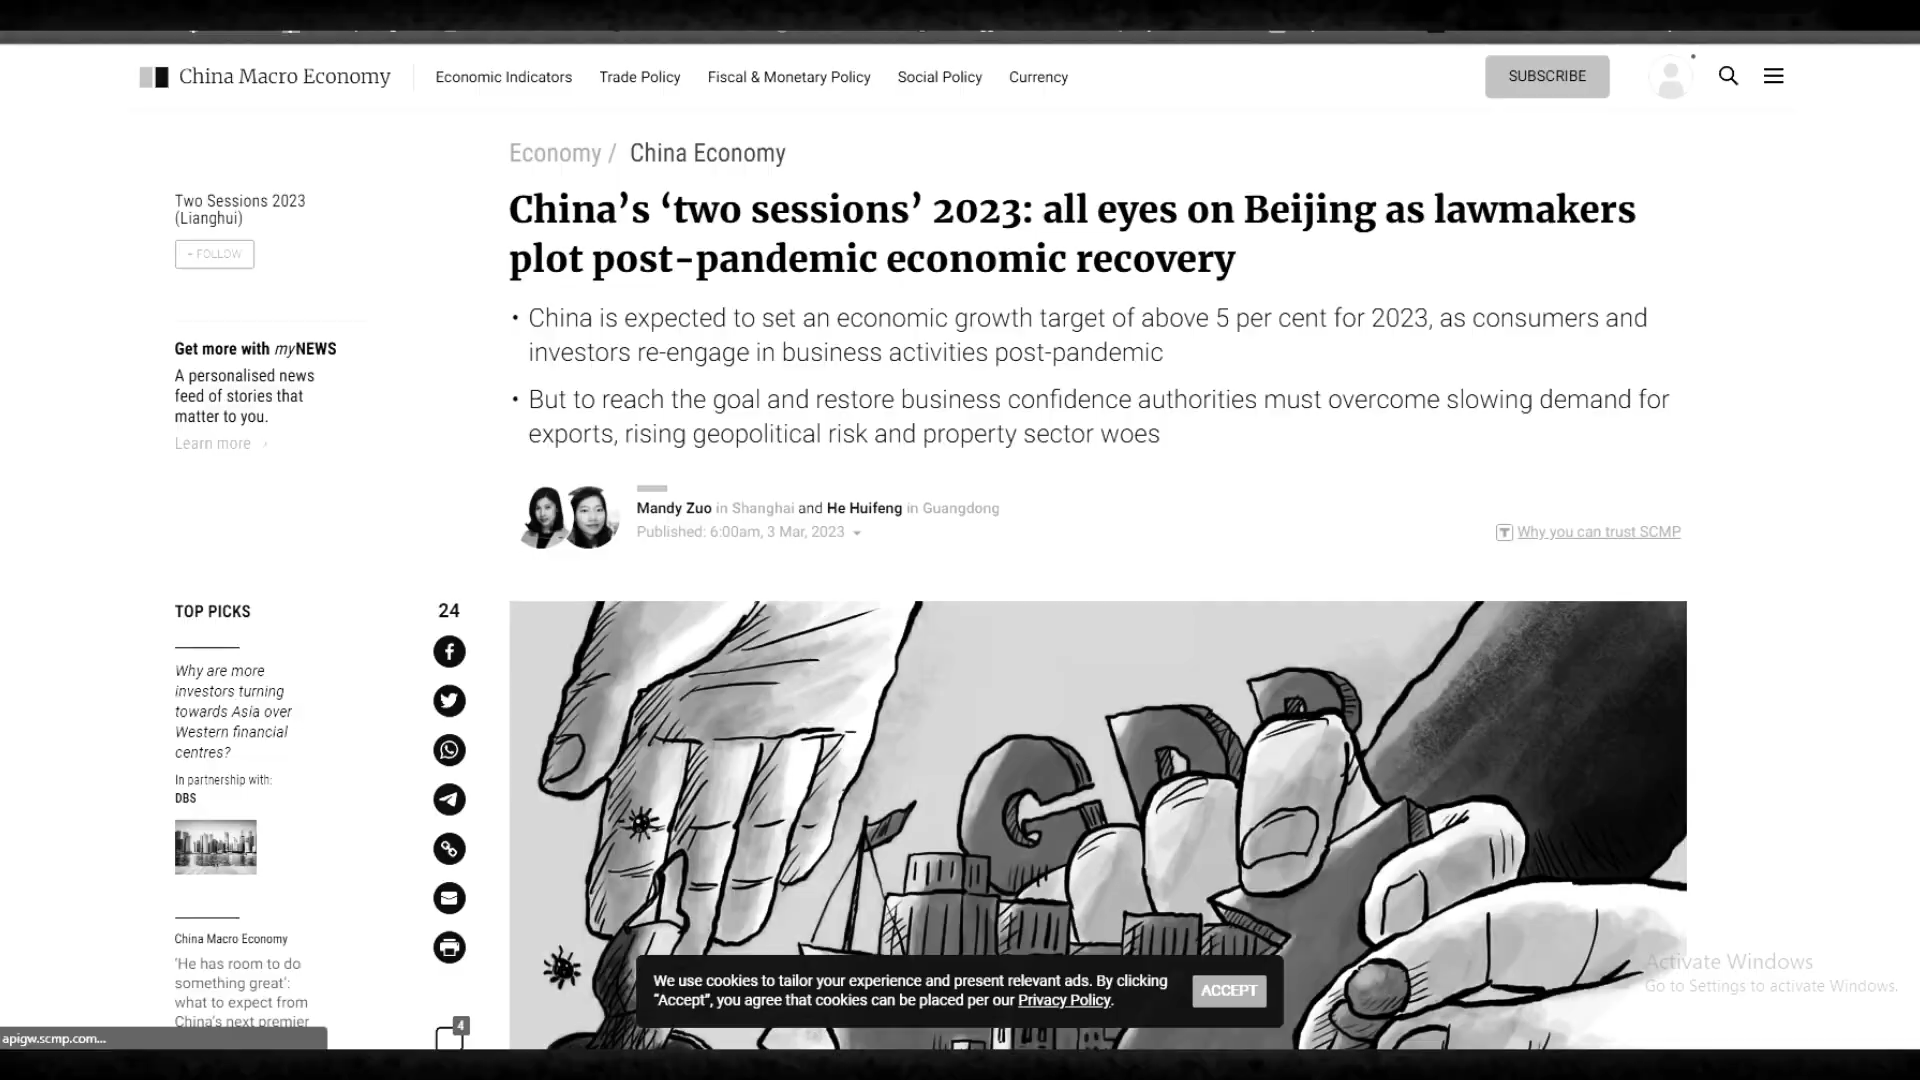 China Macro Economy
Economic Indicators
Trade Policy
Fiscal & Monetary Policy
Social Policy
Currency
SUBSCRIBE
Economy / China Economy
Two Sessions 2023
(Lianghui)
+ FOLLOW
China’s ‘two sessions’ 2023: all eyes on Beijing as lawmakers
plot post-pandemic economic recovery
• China is expected to set an economic growth target of above 5 per cent for 2023, as consumers and
investors re-engage in business activities post-pandemic
• But to reach the goal and restore business confidence authorities must overcome slowing demand for
exports, rising geopolitical risk and property sector woes
Get more with myNEWS
A personalised news
feed of stories that
matter to you.
Learn more
Mandy Zuo in Shanghai and He Huifeng in Guangdong
Published: 6:00am, 3 Mar, 2023
Why you can trust SCMP
TOP PICKS
Why are more
investors turning
towards Asia over
Western financial
centres?
In partnership with:
DBS
China Macro Economy
‘He has room to do
something great’:
what to expect from
China’s next premier
24
4
GDP
We use cookies to tailor your experience and present relevant ads. By clicking
"Accept", you agree that cookies can be placed per our Privacy Policy.
ACCEPT
Activate Windows
Go to Settings to activate Windows.
apigw.scmp.com...